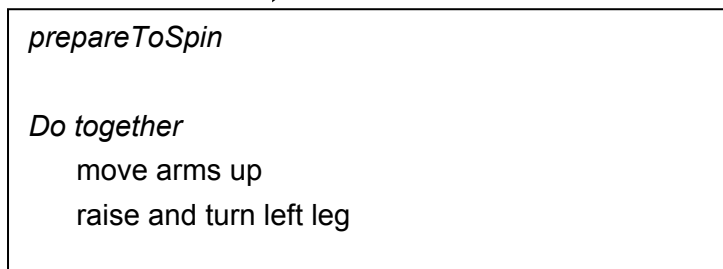 prepareToSpin
Do together
move arms up
raise and turn left leg